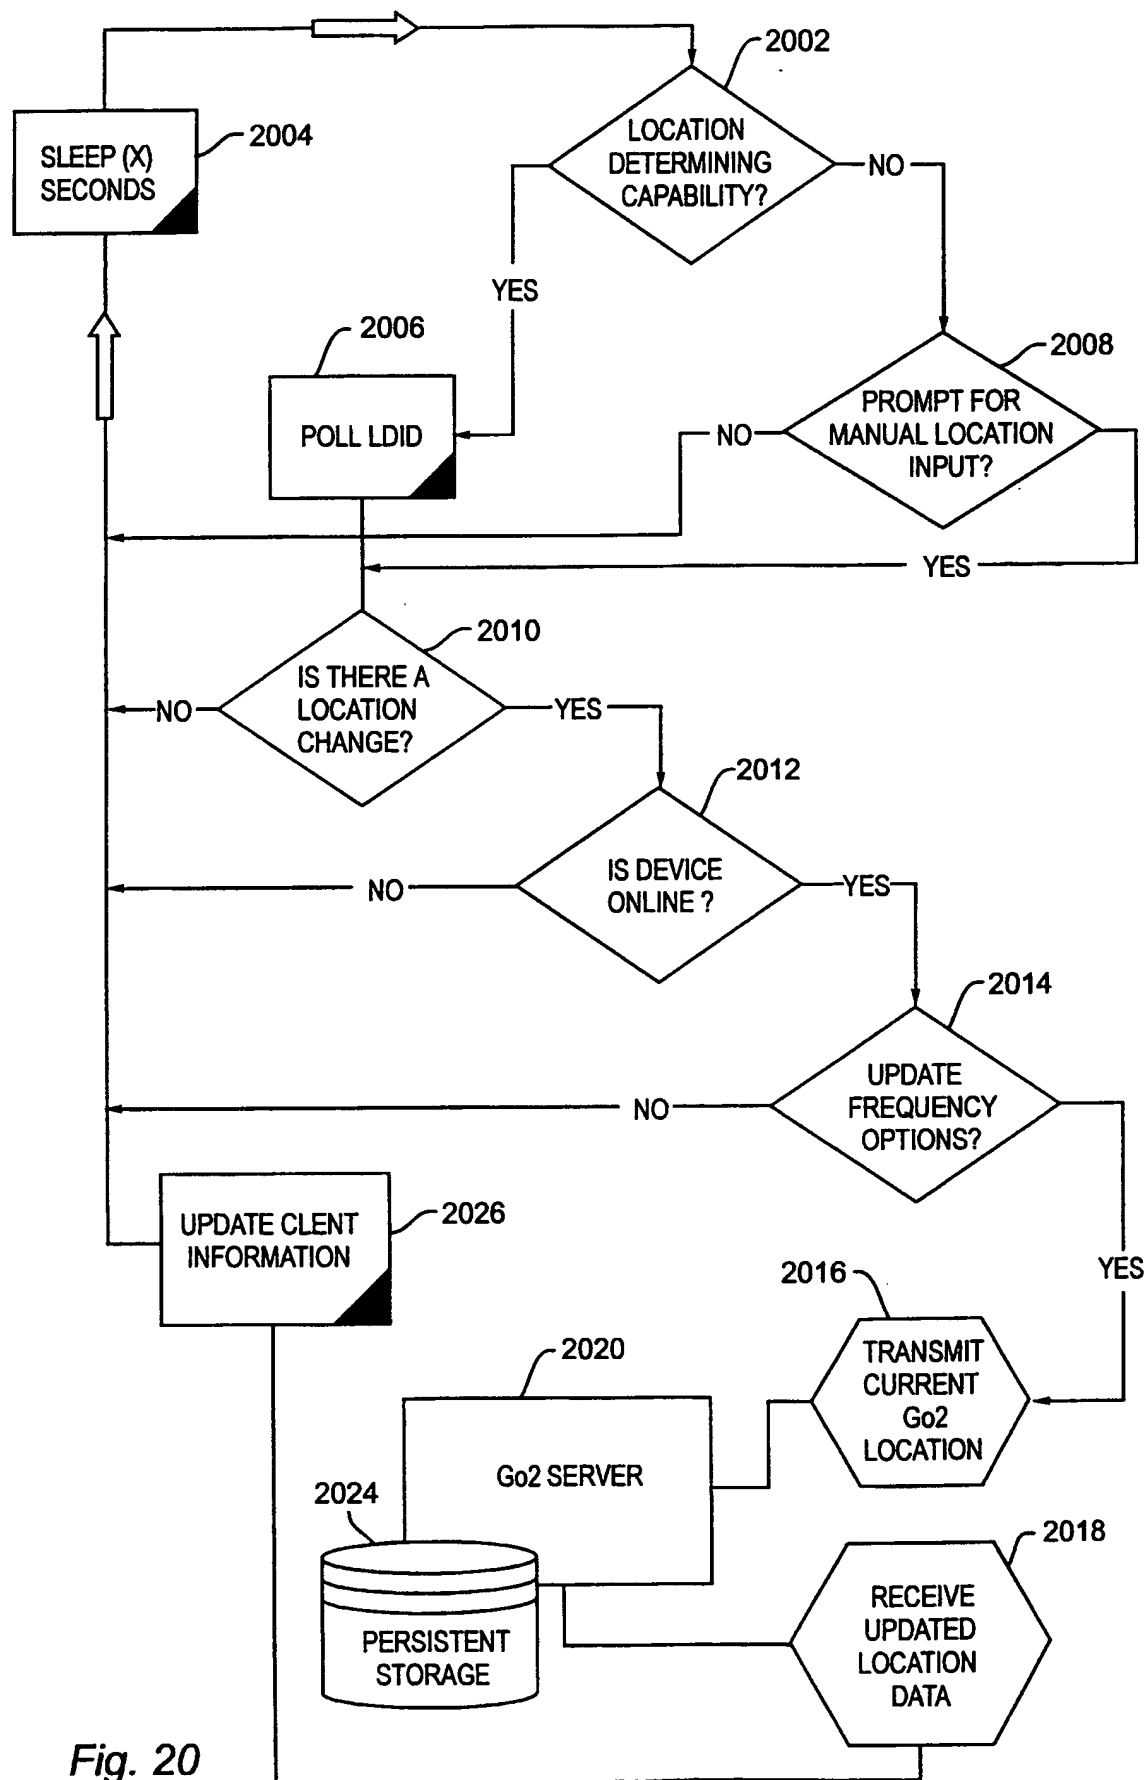 2002
LOCATION
DETERMINING
CAPABILITY?
2004
SLEEP (X)
SECONDS
NO
YES
2006
POLL LDID
2008
PROMPT FOR
MANUAL LOCATION
INPUT?
NO
YES
2010
IS THERE A
LOCATION
CHANGE?
NO
YES
2012
IS DEVICE
ONLINE ?
NO
YES
2014
UPDATE
FREQUENCY
OPTIONS?
NO
YES
2026
UPDATE CLENT
INFORMATION
2016
TRANSMIT
CURRENT
Go2
LOCATION
2020
Go2 SERVER
2024
PERSISTENT
STORAGE
2018
RECEIVE
UPDATED
LOCATION
DATA
Fig. 20